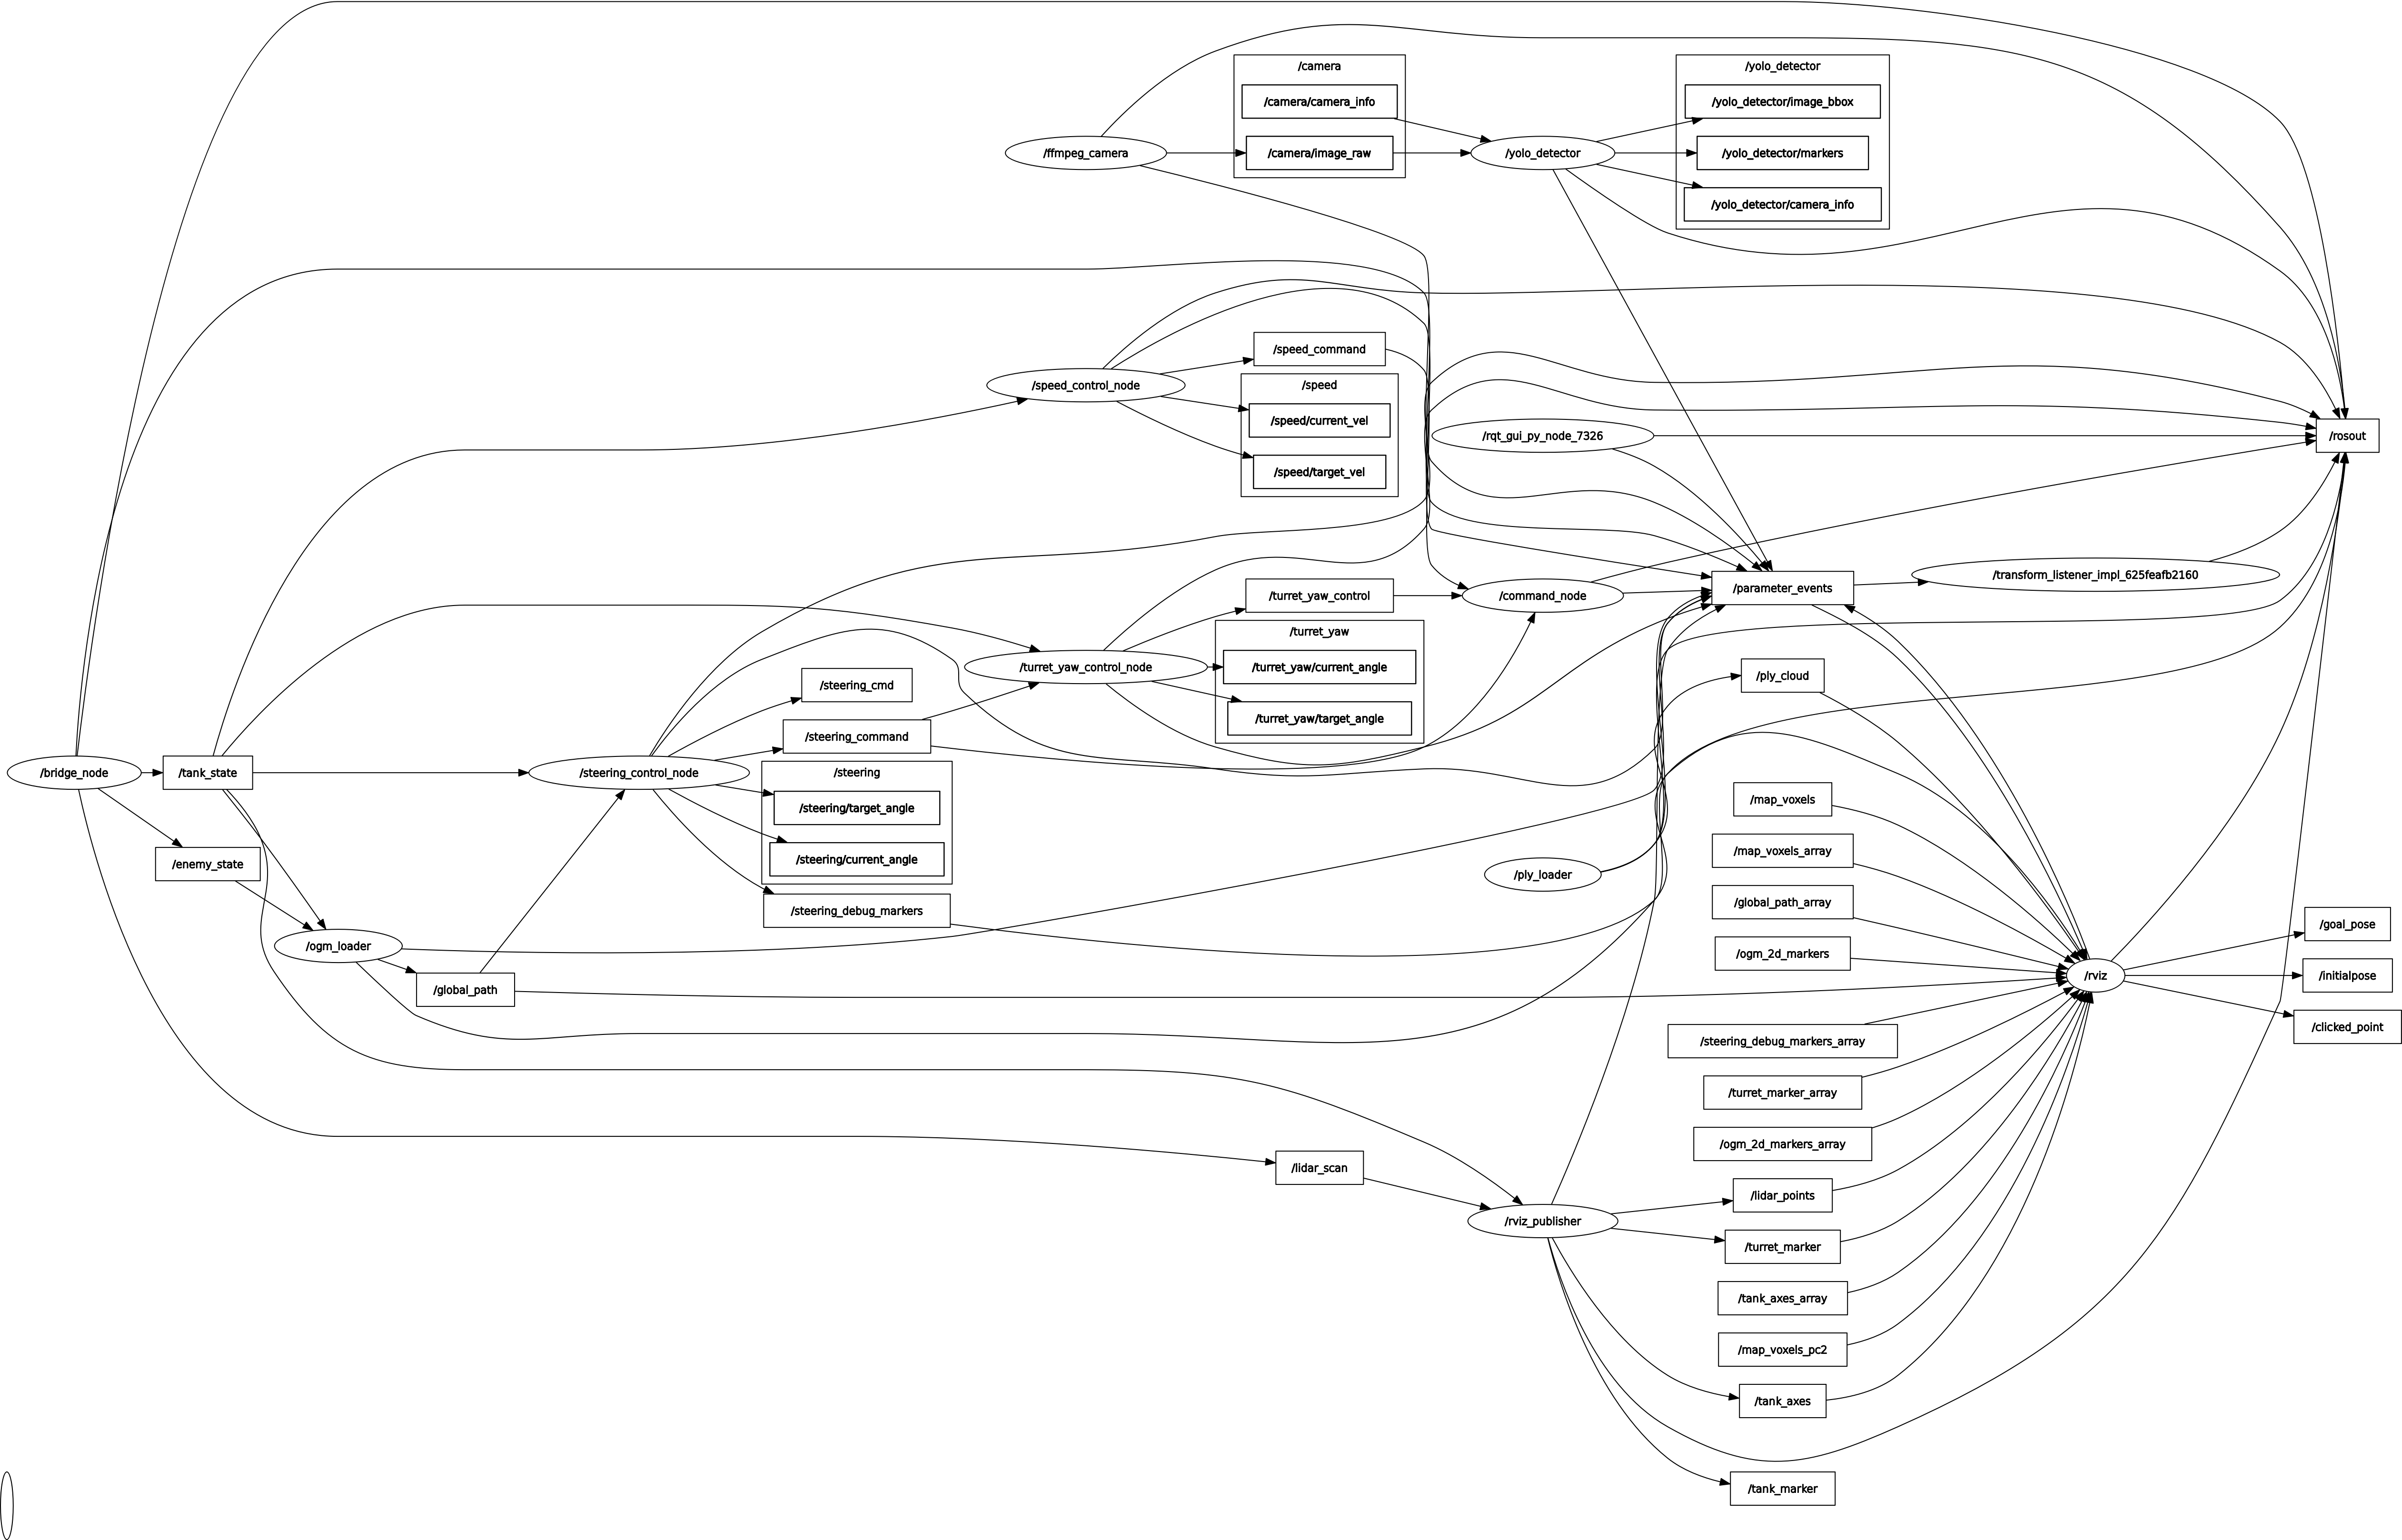 /camera
/camera/camera_info
/camera/image_raw
/yolo_detector
/yolo_detector/image_bbox
/yolo_detector/markers
/yolo_detector/camera_info
/ffmpeg_camera
/yolo_detector
/speed_command
/speed_control_node
/speed
/speed/current_vel
/speed/target_vel
/rqt_gui_py_node_7326
/rosout
/transform_listener_impl_625feafb2160
/parameter_events
/turret_yaw_control
/command_node
/turret_yaw
/turret_yaw_control_node
/turret_yaw/current_angle
/turret_yaw/target_angle
/steering_cmd
/steering_command
/ply_cloud
/bridge_node
/tank_state
/steering_control_node
/steering
/steering/target_angle
/steering/current_angle
/steering_debug_markers
/enemy_state
/ogm_loader
/global_path
/ply_loader
/map_voxels
/map_voxels_array
/global_path_array
/ogm_2d_markers
/rviz
/goal_pose
/initialpose
/clicked_point
/steering_debug_markers_array
/turret_marker_array
/ogm_2d_markers_array
/lidar_scan
/lidar_points
/rviz_publisher
/turret_marker
/tank_axes_array
/map_voxels_pc2
/tank_axes
/tank_marker